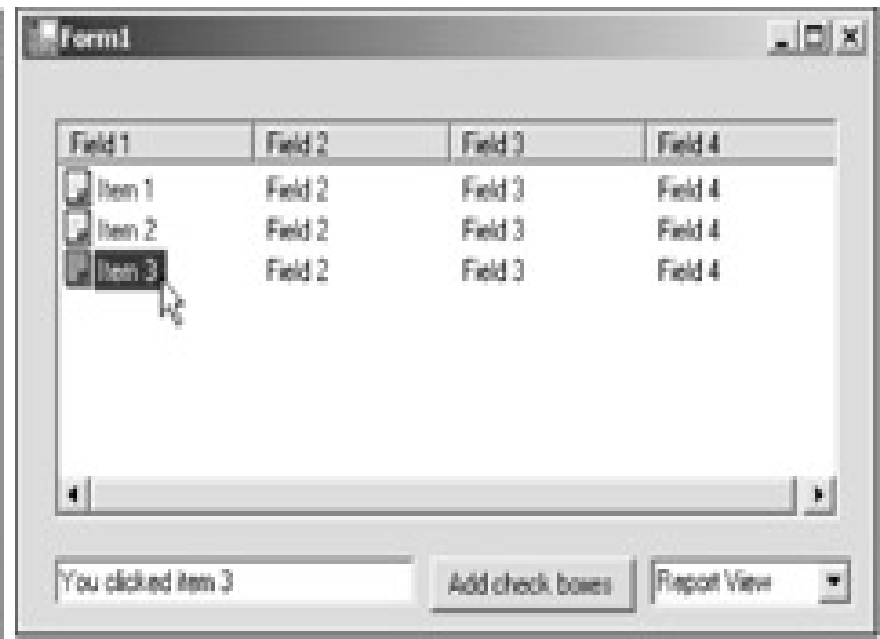 Form1
Field 1 Field 2 Field 3 Field 4
Item 1 Field 2 Field 3 Field 4
Item 2 Field 2 Field 3 Field 4
Item 3 Field 2 Field 3 Field 4
You clicked item 3 Add check boxes Report View